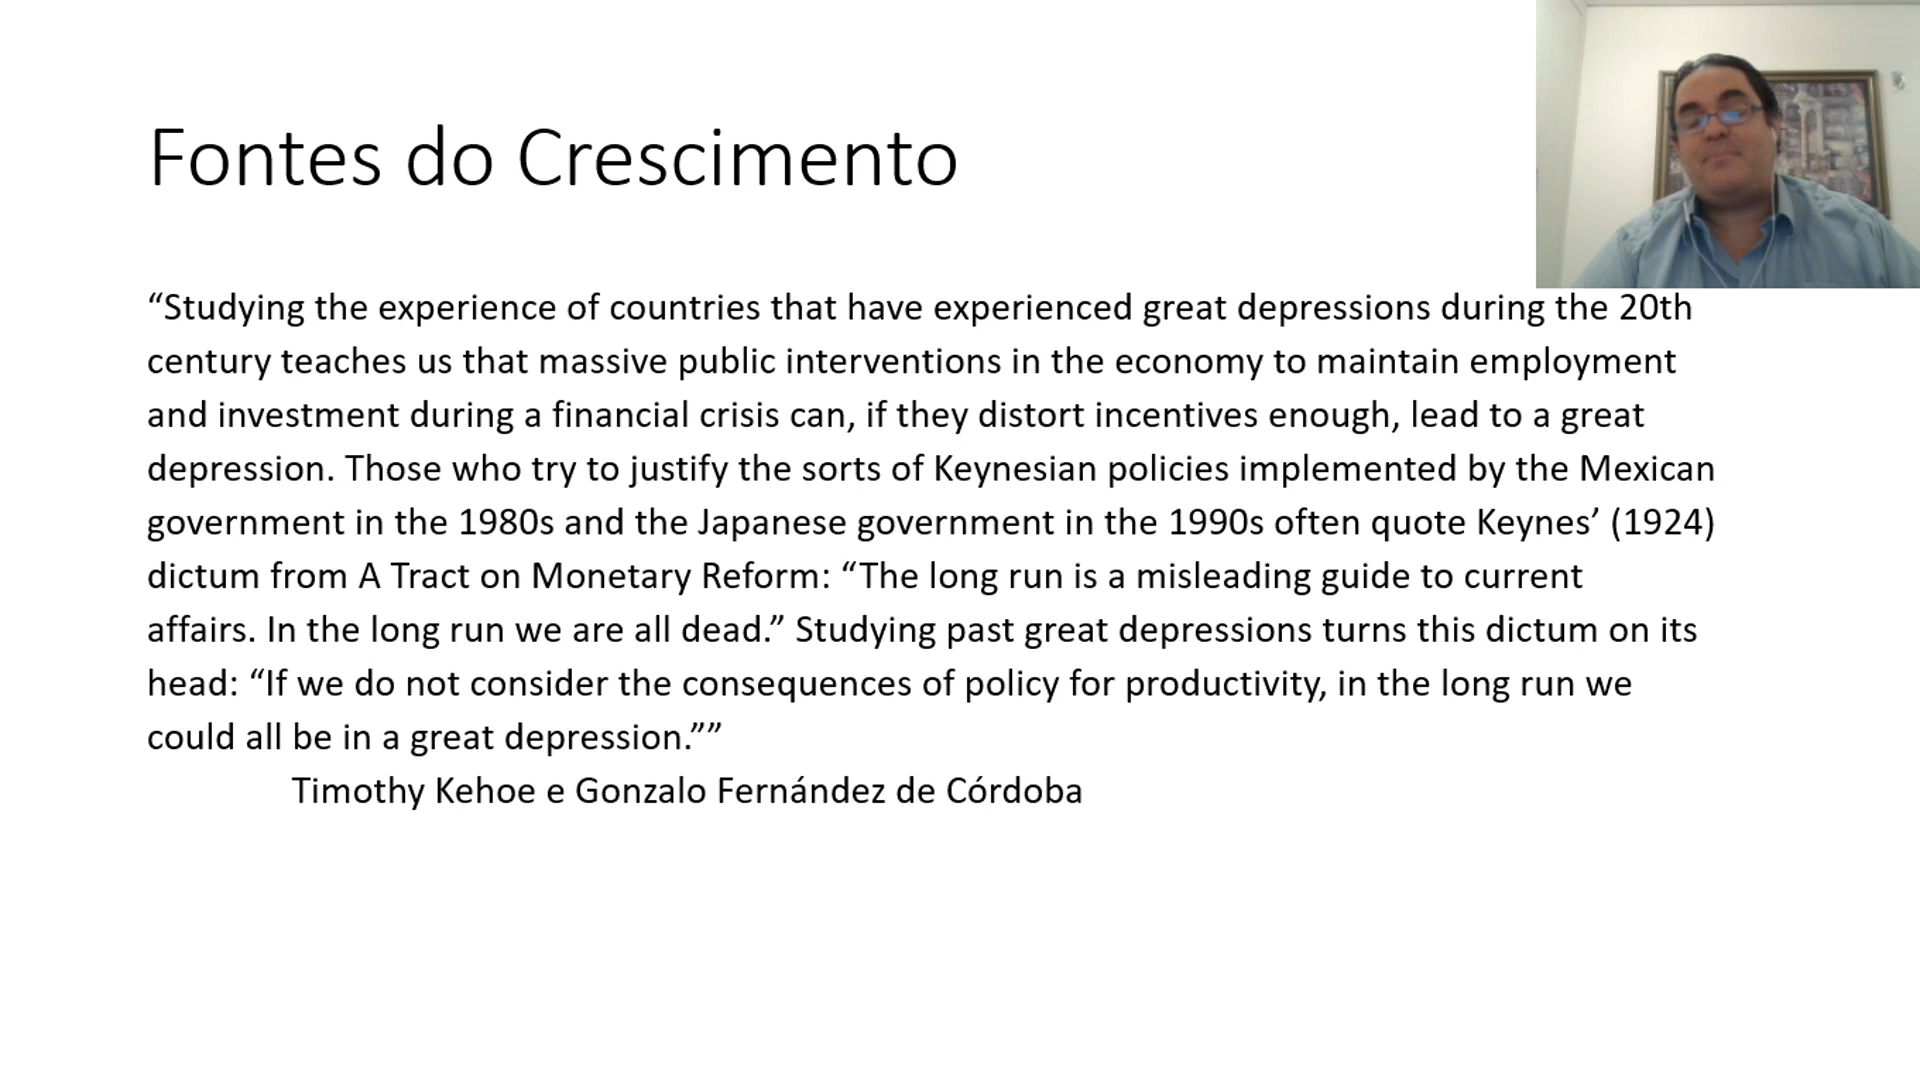 Fontes do Crescimento
“Studying the experience of countries that have experienced great depressions during the 20th
century teaches us that massive public interventions in the economy to maintain employment
and investment during a financial crisis can, if they distort incentives enough, lead to a great
depression. Those who try to justify the sorts of Keynesian policies implemented by the Mexican
government in the 1980s and the Japanese government in the 1990s often quote Keynes’ (1924)
dictum from A Tract on Monetary Reform: “The long run is a misleading guide to current
affairs. In the long run we are all dead.” Studying past great depressions turns this dictum on its
head: “If we do not consider the consequences of policy for productivity, in the long run we
could all be in a great depression.””
Timothy Kehoe e Gonzalo Fernández de Córdoba